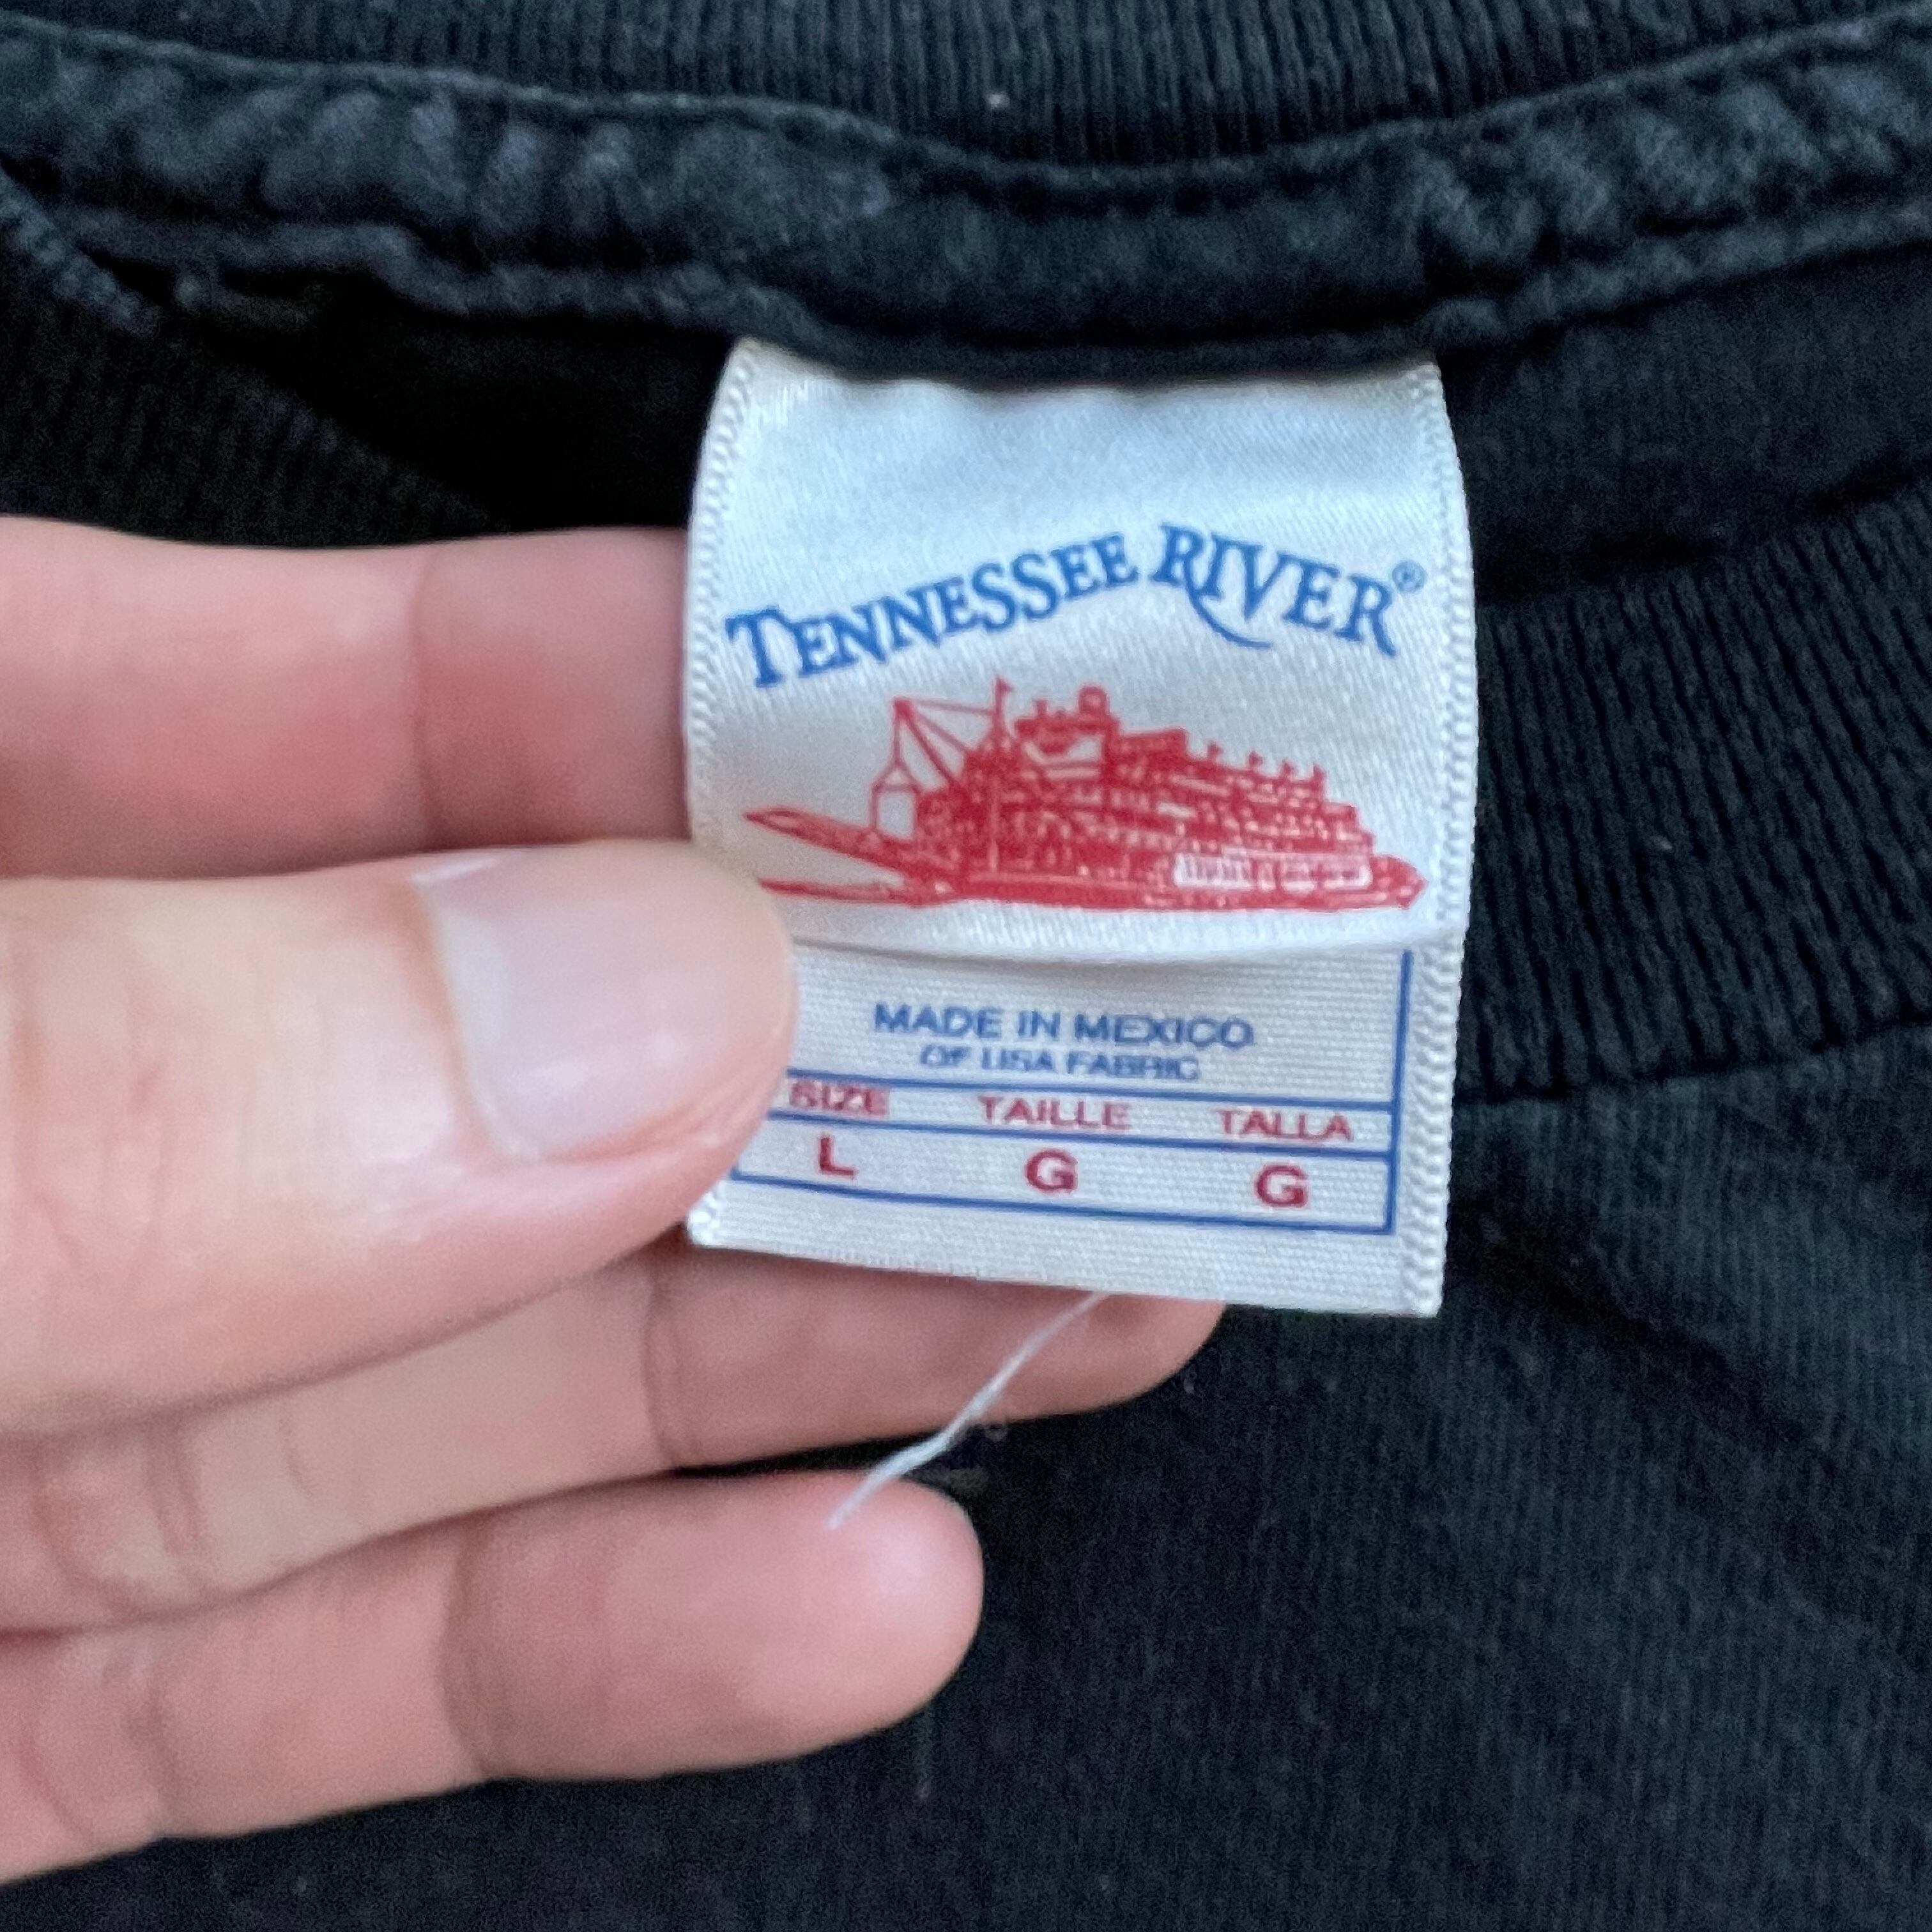 TENNESSEE RIVER®
MADE IN MEXICO
OF USA FABRIC
SIZE TAILLE TALLA
L G G